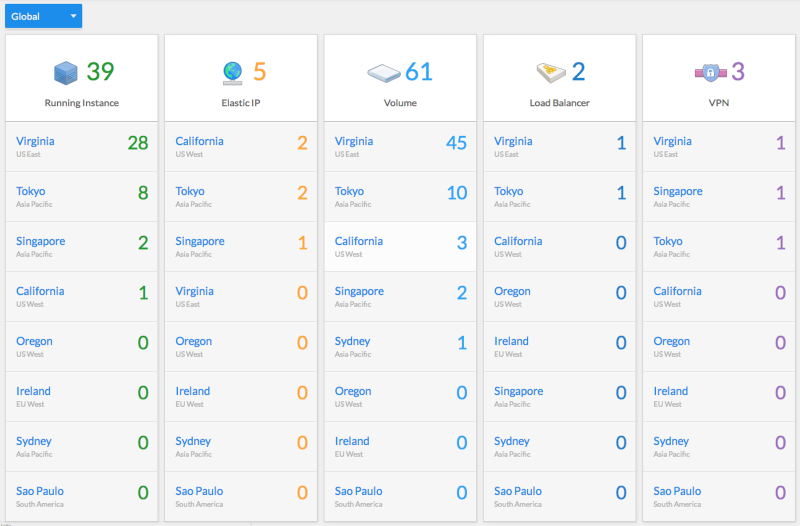 Global
39
Running Instance
Virginia 28
US East
Tokyo 8
Asia Pacific
Singapore 2
Asia Pacific
California 1
US West
Oregon 0
US West
Ireland 0
EU West
Sydney 0
Asia Pacific
Sao Paulo 0
South America
5
Elastic IP
California 2
US West
Tokyo 2
Asia Pacific
Singapore 1
Asia Pacific
Virginia 0
US East
Oregon 0
US West
Ireland 0
EU West
Sydney 0
Asia Pacific
Sao Paulo 0
South America
61
Volume
Virginia 45
US East
Tokyo 10
Asia Pacific
California 3
US West
Singapore 2
Asia Pacific
Sydney 1
Asia Pacific
Oregon 0
US West
Ireland 0
EU West
Sao Paulo 0
South America
2
Load Balancer
Virginia 1
US East
Tokyo 1
Asia Pacific
California 0
US West
Oregon 0
US West
Ireland 0
EU West
Singapore 0
Asia Pacific
Sydney 0
Asia Pacific
Sao Paulo 0
South America
3
VPN
Virginia 1
US East
Singapore 1
Asia Pacific
Tokyo 1
Asia Pacific
California 0
US West
Oregon 0
US West
Ireland 0
EU West
Sydney 0
Asia Pacific
Sao Paulo 0
South America